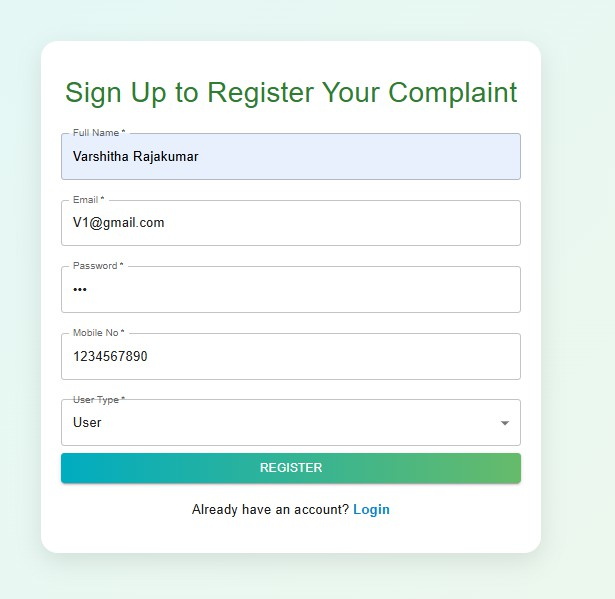 Sign Up to Register Your Complaint
Full Name *
Varshitha Rajakumar
Email *
V1@gmail.com
Password *
•••
Mobile No *
1234567890
User Type *
User
REGISTER
Already have an account? Login